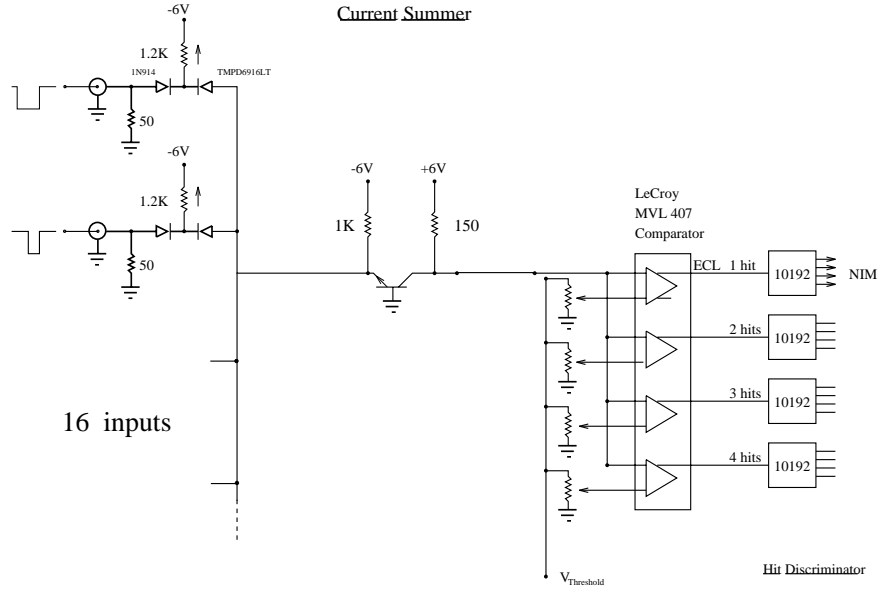 Current Summer
-6V
1.2K
1N914
TMPD6916LT
50
-6V
1.2K
50
-6V
+6V
1K
150
LeCroy
MVL 407
Comparator
ECL 1 hit
10192
NIM
2 hits
10192
3 hits
10192
4 hits
10192
16 inputs
VThreshold
Hit Discriminator